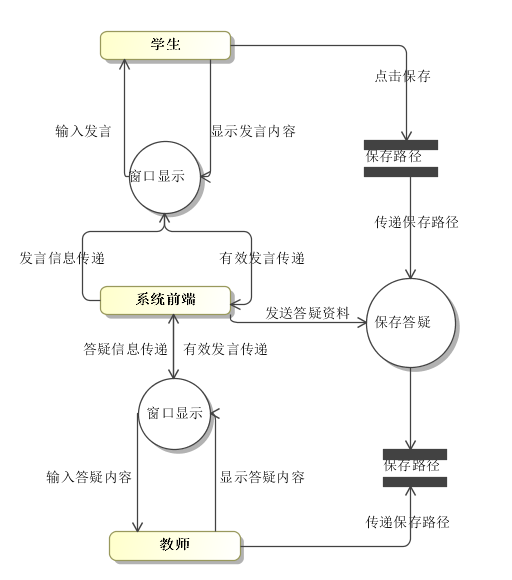 学生
点击保存
输入发言
显示发言内容
保存路径
窗口显示
传递保存路径
发言信息传递
有效发言传递
系统前端
发送答疑资料
保存答疑
答疑信息传递
有效发言传递
窗口显示
保存路径
输入答疑内容
显示答疑内容
传递保存路径
教师